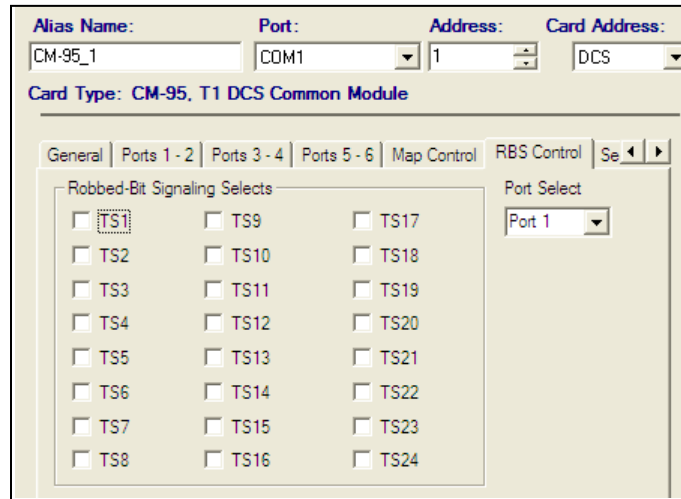 Alias Name: Port: Address: Card Address:
CM-95_1 COM1 1 DCS
Card Type: CM-95, T1 DCS Common Module
General Ports 1 - 2 Ports 3 - 4 Ports 5 - 6 Map Control RBS Control Se
Robbed-Bit Signaling Selects Port Select
TS1 TS9 TS17 Port 1
TS2 TS10 TS18
TS3 TS11 TS19
TS4 TS12 TS20
TS5 TS13 TS21
TS6 TS14 TS22
TS7 TS15 TS23
TS8 TS16 TS24